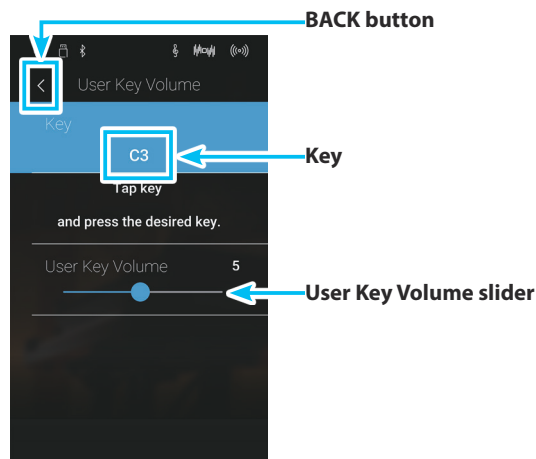 BACK button
User Key Volume
Key
C3
Key
Tap key
and press the desired key.
User Key Volume 5
User Key Volume slider